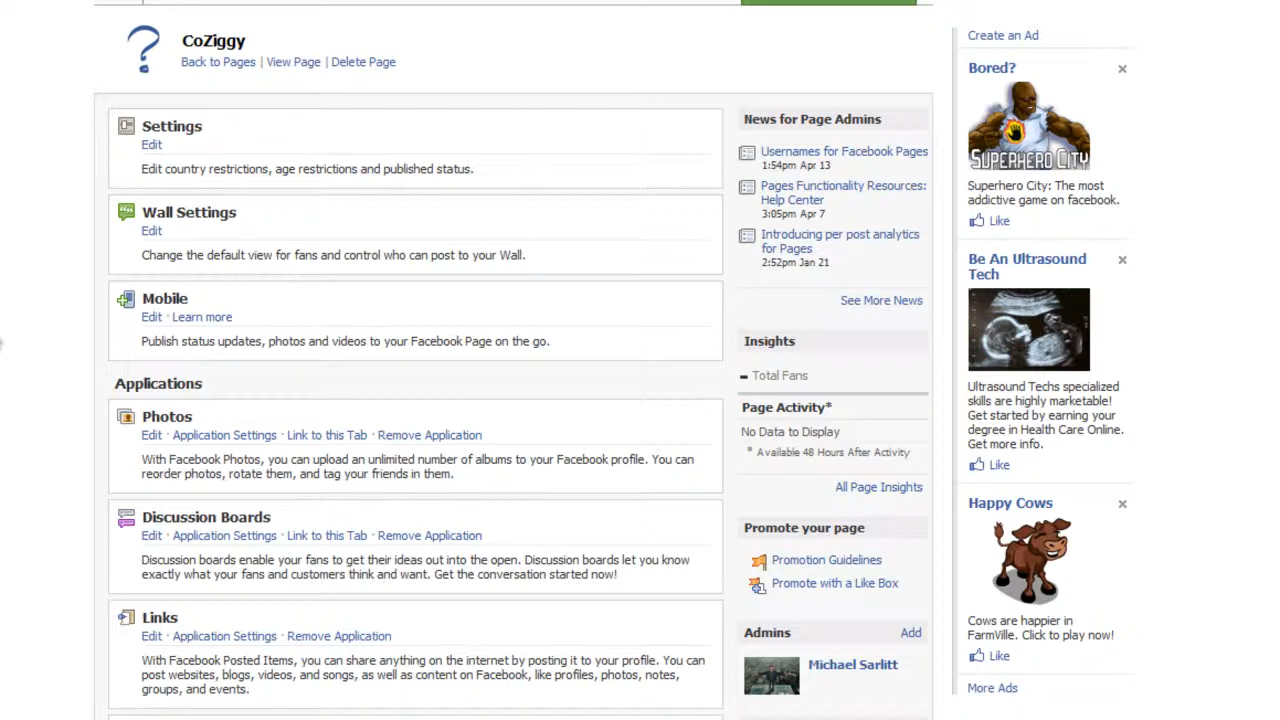 CoZiggy
Back to Pages | View Page | Delete Page
Settings
Edit
Edit country restrictions, age restrictions and published status.
Wall Settings
Edit
Change the default view for fans and control who can post to your Wall.
Mobile
Edit · Learn more
Publish status updates, photos and videos to your Facebook Page on the go.
Applications
Photos
Edit · Application Settings · Link to this Tab · Remove Application
With Facebook Photos, you can upload an unlimited number of albums to your Facebook profile. You can
reorder photos, rotate them, and tag your friends in them.
Discussion Boards
Edit · Application Settings · Link to this Tab · Remove Application
Discussion boards enable your fans to get their ideas out into the open. Discussion boards let you know
exactly what your fans and customers think and want. Get the conversation started now!
Links
Edit · Application Settings · Remove Application
With Facebook Posted Items, you can share anything on the internet by posting it to your profile. You can
post websites, blogs, videos, and songs, as well as content on Facebook, like profiles, photos, notes,
groups, and events.
News for Page Admins
Usernames for Facebook Pages
1:54pm Apr 13
Pages Functionality Resources:
Help Center
3:05pm Apr 7
Introducing per post analytics
for Pages
2:52pm Jan 21
See More News
Insights
Total Fans
Page Activity*
No Data to Display
* Available 48 Hours After Activity
All Page Insights
Promote your page
Promotion Guidelines
Promote with a Like Box
Admins Add
Michael Sarlitt
Create an Ad
Bored?
SUPERHERO CITY
Superhero City: The most
addictive game on facebook.
Like
Be An Ultrasound
Tech
Ultrasound Techs specialized
skills are highly marketable!
Get started by earning your
degree in Health Care Online.
Get more info.
Like
Happy Cows
Cows are happier in
FarmVille. Click to play now!
Like
More Ads